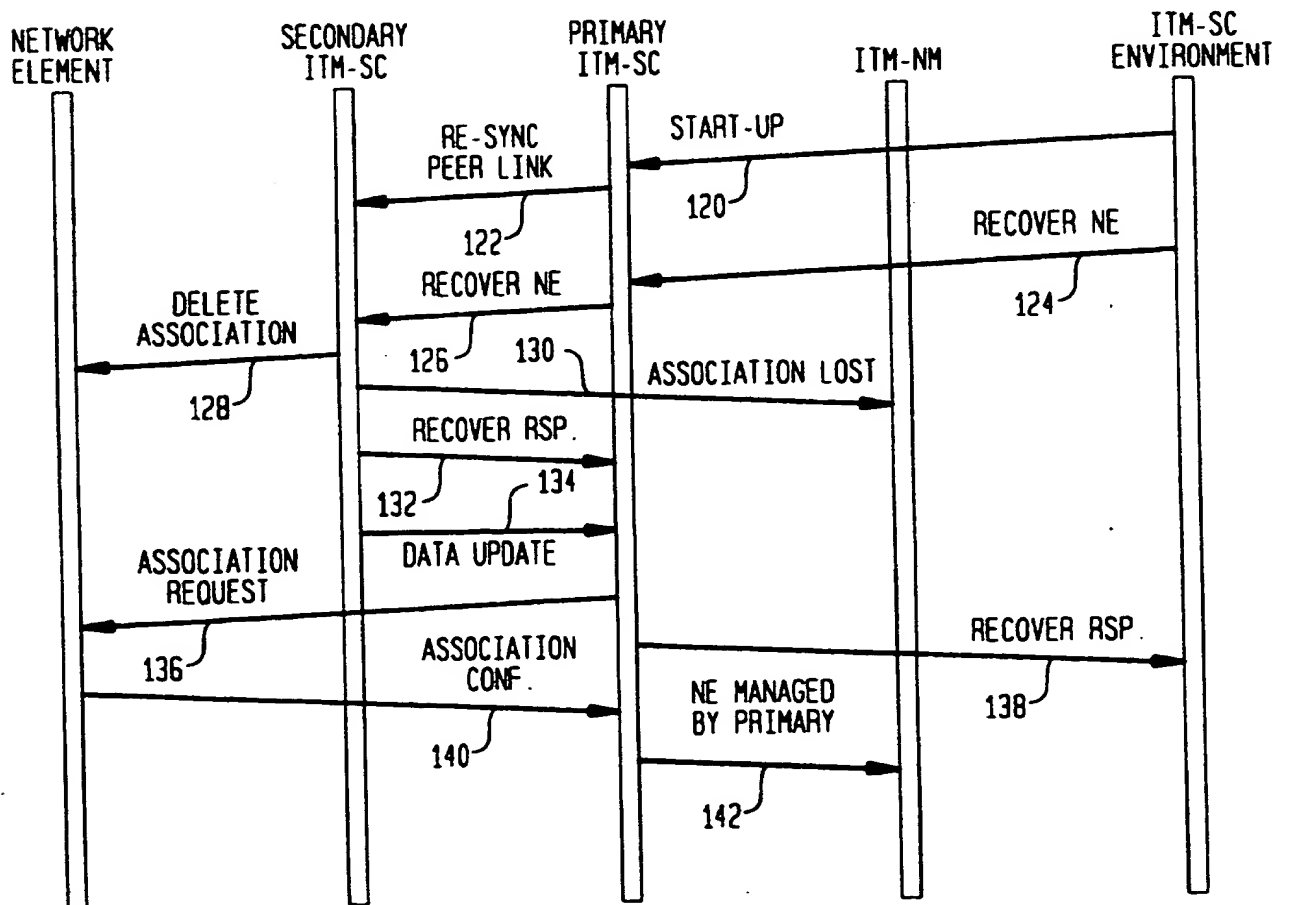 NETWORK
ELEMENT
SECONDARY
ITM-SC
PRIMARY
ITM-SC
ITM-NM
ITM-SC
ENVIRONMENT
START-UP
120
RE-SYNC
PEER LINK
122
RECOVER NE
124
RECOVER NE
126
DELETE
ASSOCIATION
128
130
ASSOCIATION LOST
RECOVER RSP.
132
134
DATA UPDATE
ASSOCIATION
REQUEST
136
RECOVER RSP.
138
ASSOCIATION
CONF.
140
NE MANAGED
BY PRIMARY
142